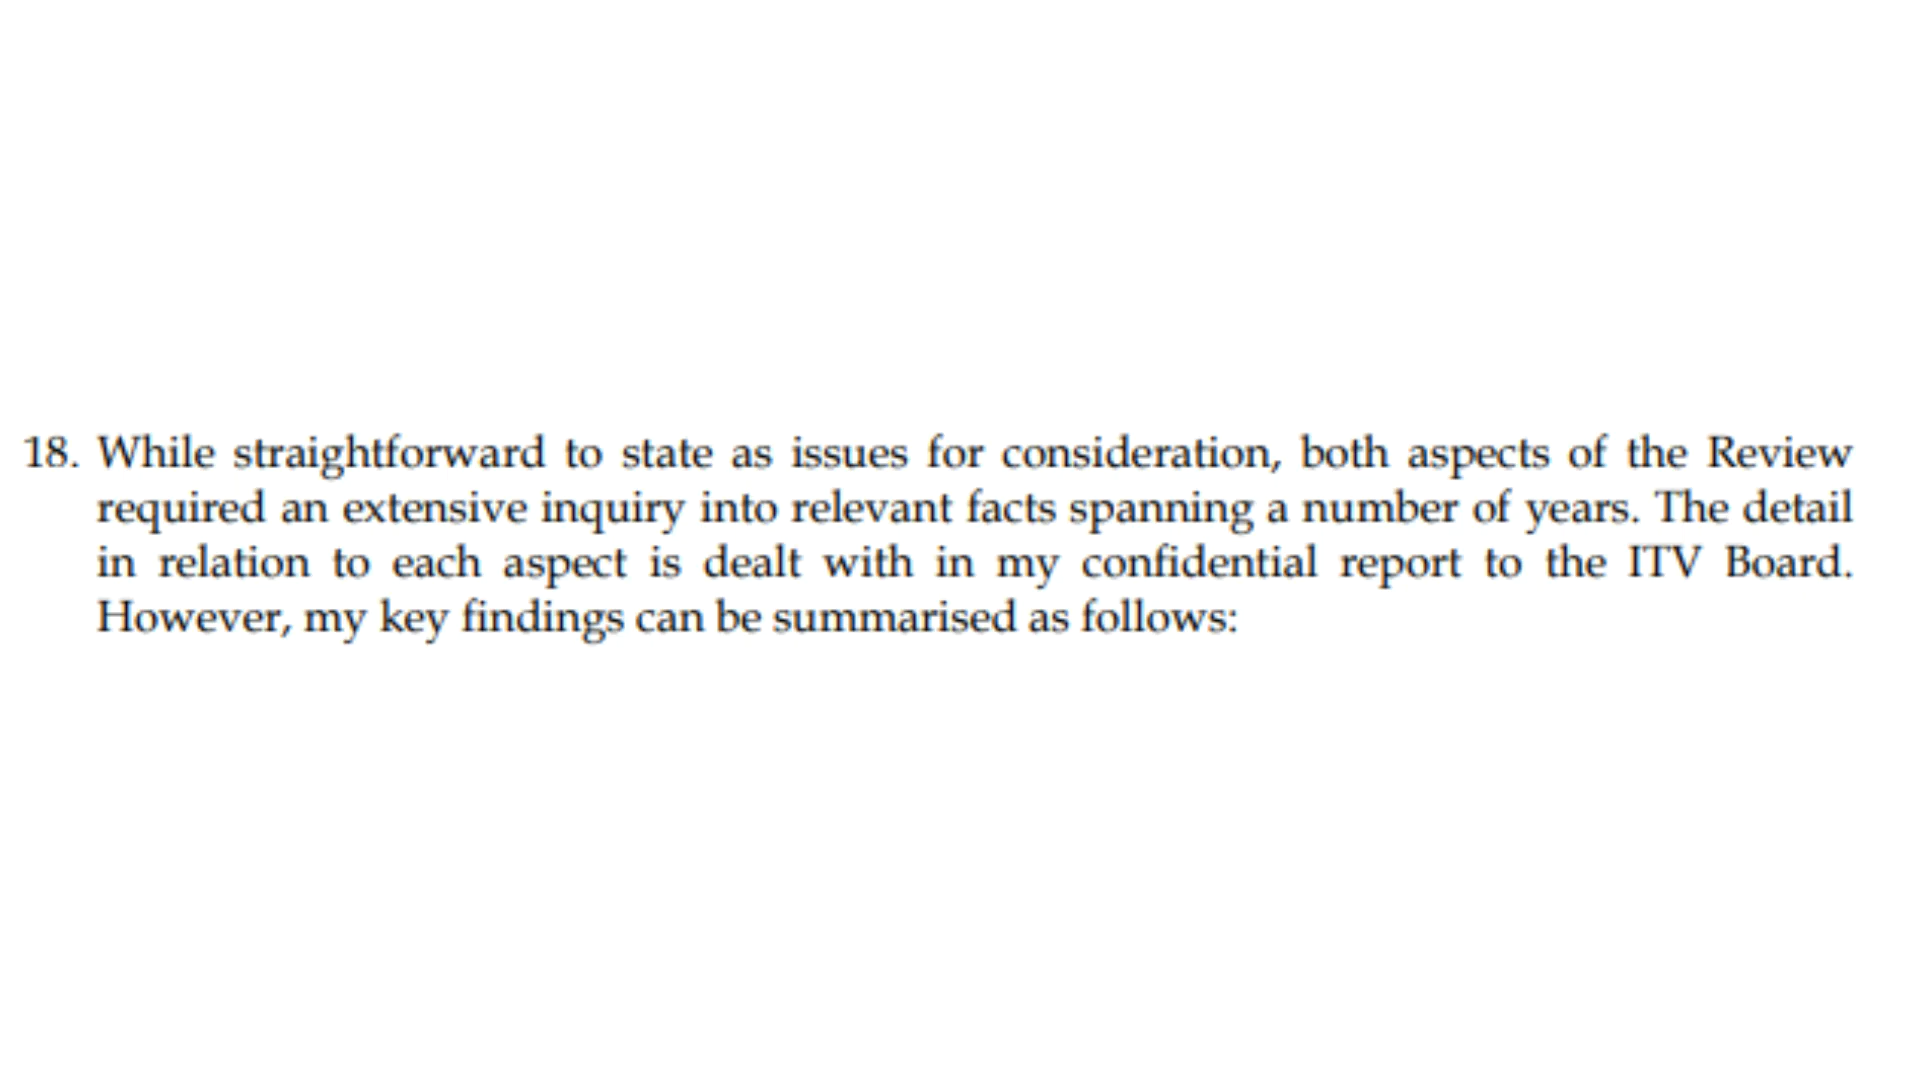 18. While straightforward to state as issues for consideration, both aspects of the Review
required an extensive inquiry into relevant facts spanning a number of years. The detail
in relation to each aspect is dealt with in my confidential report to the ITV Board.
However, my key findings can be summarised as follows: